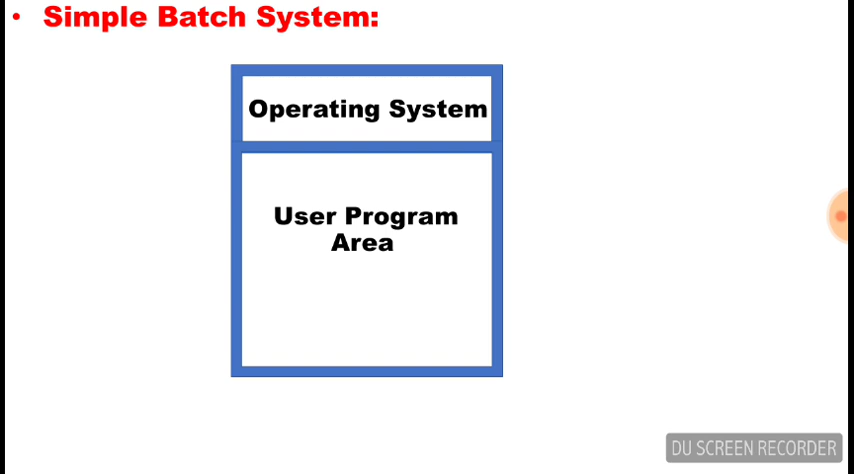 • Simple Batch System:
Operating System
User Program
Area
DU SCREEN RECORDER